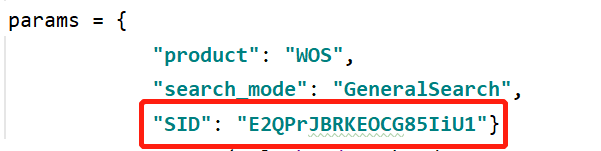 params = {
"product": "WOS",
"search_mode": "GeneralSearch",
"SID": "E2QPrJBRKEOCG85IiU1"}